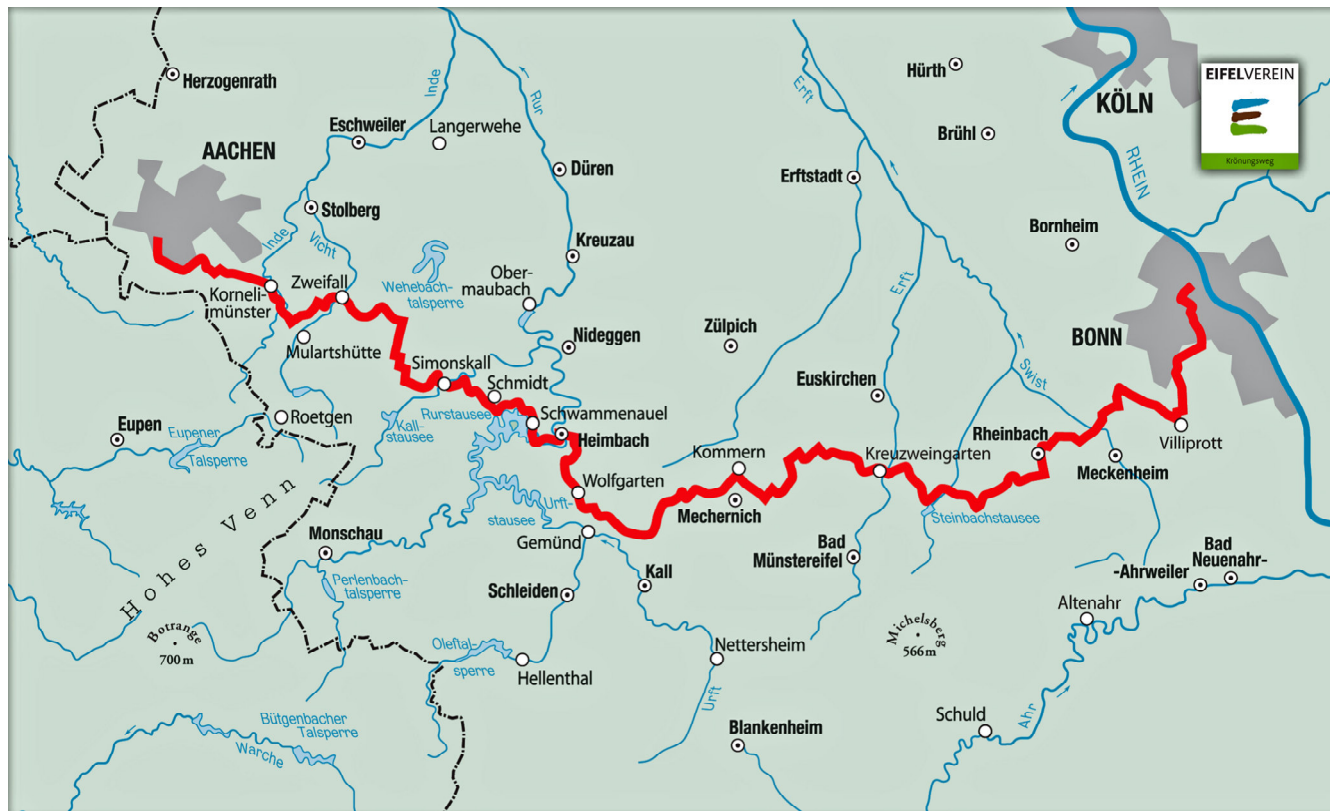 Herzogenrath
AACHEN
Eschweiler
Langerwehe
Inde
Rur
Düren
Stolberg
Kreuzau
Inde
Vicht
Zweifall
Korneli-
münster
Wehebach-
talsperre
Ober-
maubach
Mulartshütte
Nideggen
Simonskall
Schmidt
Rurstausee
Schwammenauel
Heimbach
Kall-
stausee
Roetgen
Eupen
Eupener
Talsperre
Hohes Venn
Botrange
700 m
Monschau
Perlenbach-
talsperre
Wolfgarten
Urft-
stausee
Gemünd
Schleiden
Kall
Oleftal-
sperre
Hellenthal
Nettersheim
Urft
Blankenheim
Bütgenbacher
Talsperre
Warche
Hürth
Brühl
KÖLN
EIFELVEREIN
Krönungsweg
RHEIN
Erft
Erftstadt
Bornheim
Erft
Zülpich
Euskirchen
Swist
BONN
Kommern
Mechernich
Kreuzweingarten
Rheinbach
Meckenheim
Villiprott
Steinbachstausee
Bad
Münstereifel
Michelsberg
566 m
Bad
Neuenahr-
-Ahrweiler
Altenahr
Ahr
Schuld